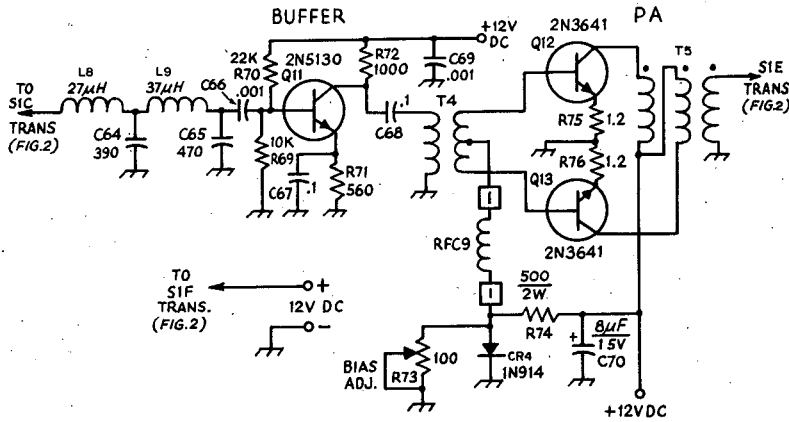 BUFFER
PA
+12V
DC
L8
27µH
L9
37µH
C66
.001
22K
R70
2N5130
Q11
R72
1000
C69
.001
2N3641
Q12
T5
TO
S1C
TRANS
(FIG.2)
C64
390
C65
470
10K
R69
C67
.1
R71
560
.1
C68
T4
R75
1.2
R76
1.2
Q13
2N3641
S1E
TRANS
(FIG.2)
1
RFC9
1
TO
S1F
TRANS.
(FIG.2)
+
12V DC
-
500
2W
R74
+
8µF
15V
C70
BIAS
ADJ.
100
R73
CR4
1N914
+12VDC